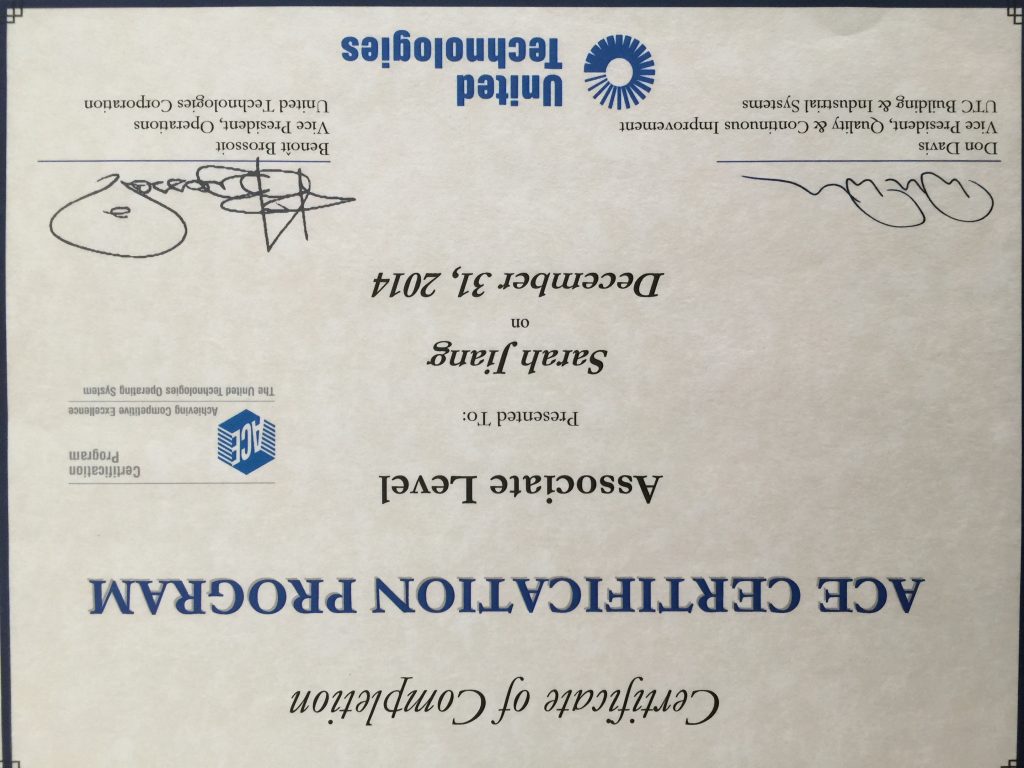 Certificate of Completion
ACE CERTIFICATION PROGRAM
Associate Level
Certification
Program
ACE
Achieving Competitive Excellence
The United Technologies Operating System
Presented To:
Sarah Jiang
on
December 31, 2014
Don Davis
Vice President, Quality & Continuous Improvement
UTC Building & Industrial Systems
Benoît Brossoit
Vice President, Operations
United Technologies Corporation
United
Technologies